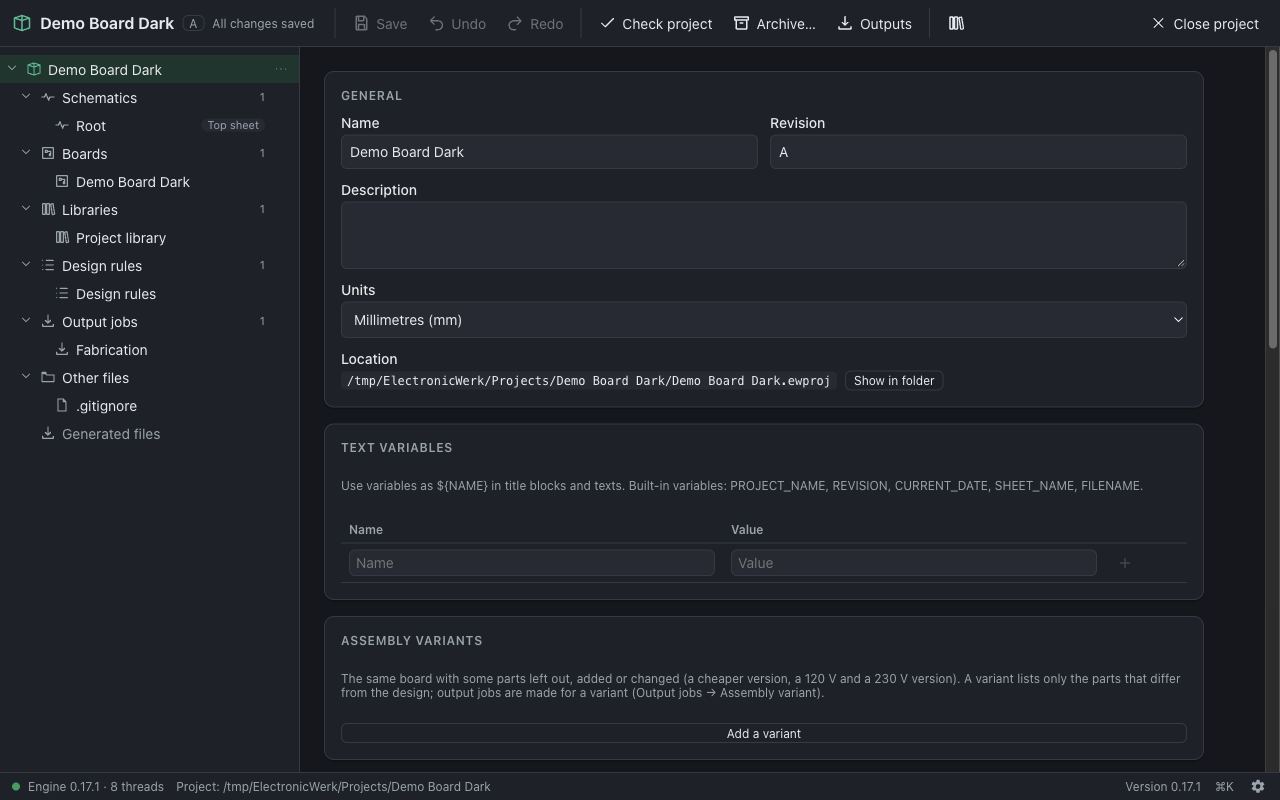 Demo Board Dark A All changes saved Save Undo Redo Check project Archive... Outputs Close project
Demo Board Dark ...
Schematics 1
Root Top sheet
Boards 1
Demo Board Dark
Libraries 1
Project library
Design rules 1
Design rules
Output jobs 1
Fabrication
Other files
.gitignore
Generated files
GENERAL
Name Revision
Demo Board Dark A
Description
Units
Millimetres (mm)
Location
/tmp/ElectronicWerk/Projects/Demo Board Dark/Demo Board Dark.ewproj Show in folder
TEXT VARIABLES
Use variables as ${NAME} in title blocks and texts. Built-in variables: PROJECT_NAME, REVISION, CURRENT_DATE, SHEET_NAME, FILENAME.
Name Value
Name Value +
ASSEMBLY VARIANTS
The same board with some parts left out, added or changed (a cheaper version, a 120 V and a 230 V version). A variant lists only the parts that differ
from the design; output jobs are made for a variant (Output jobs → Assembly variant).
Add a variant
Engine 0.17.1 · 8 threads Project: /tmp/ElectronicWerk/Projects/Demo Board Dark Version 0.17.1 ⌘K